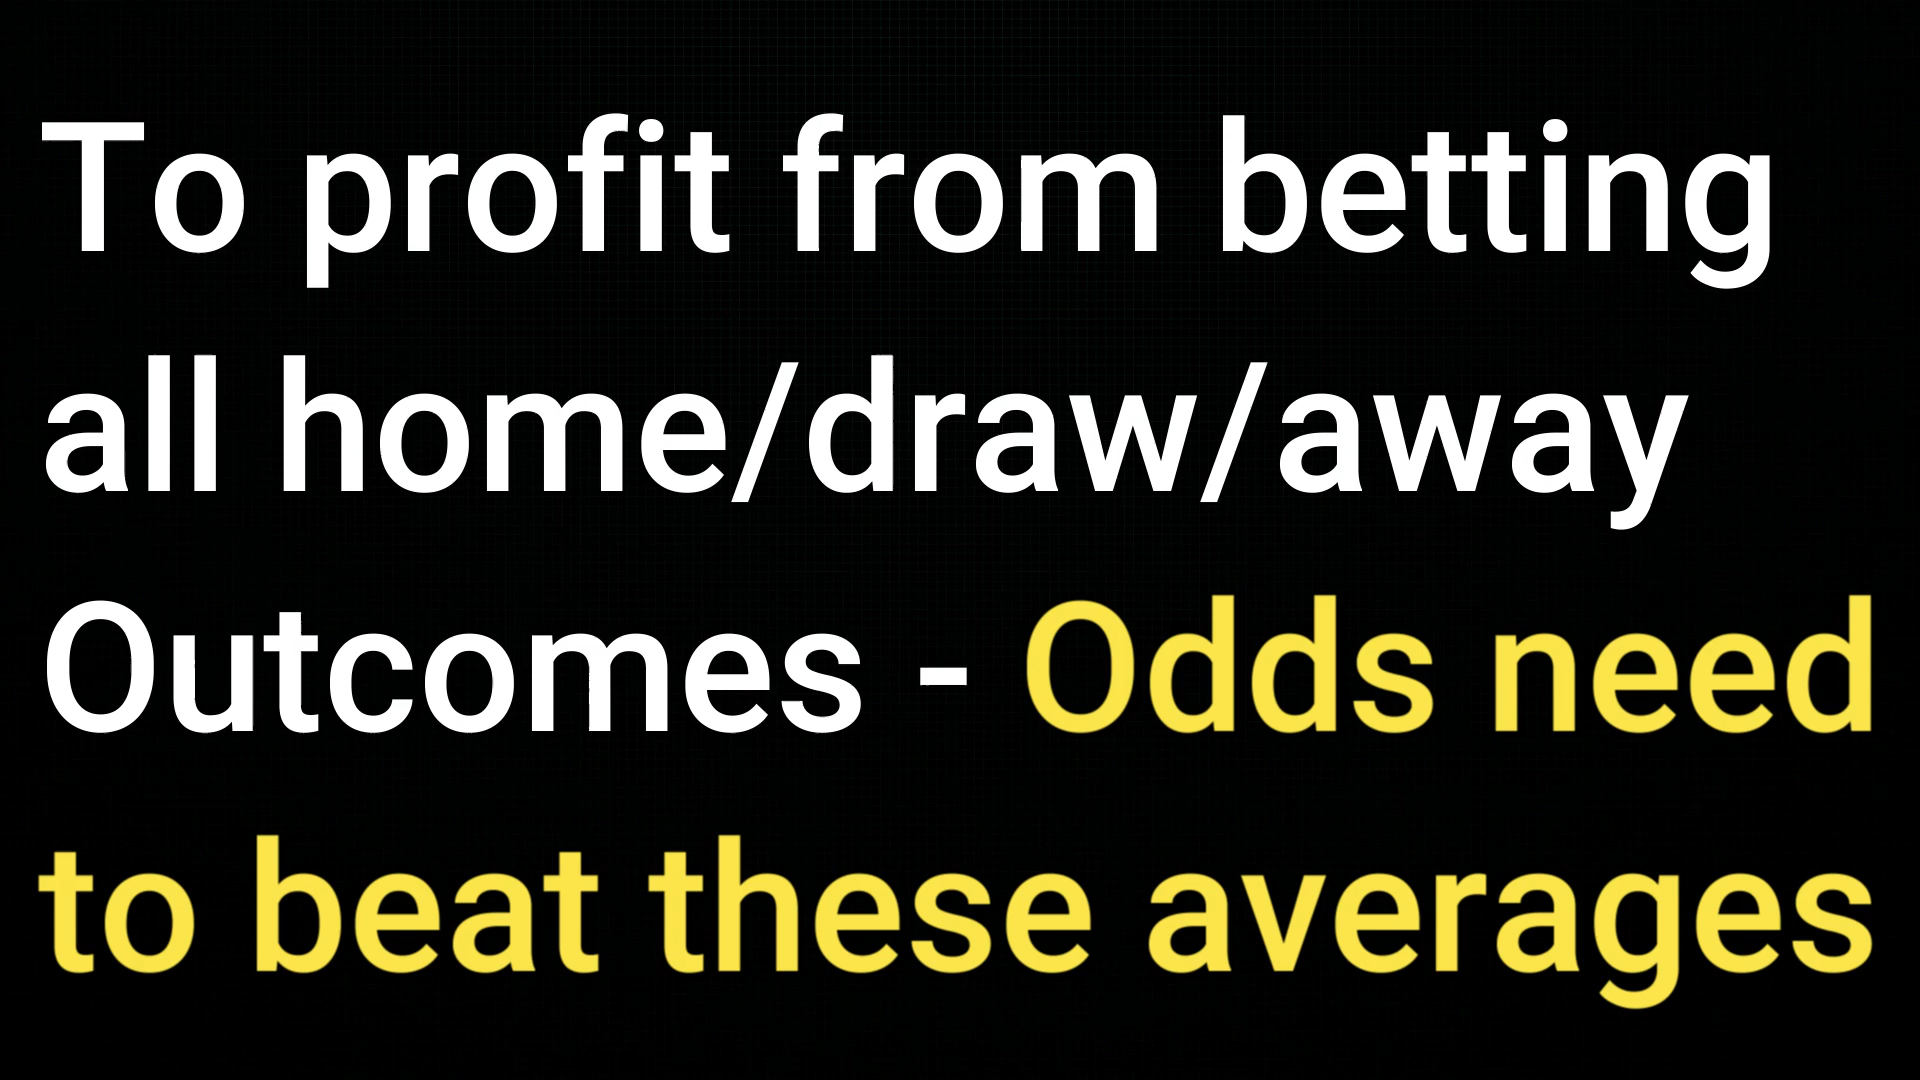 To profit from betting
all home/draw/away
Outcomes - Odds need
to beat these averages